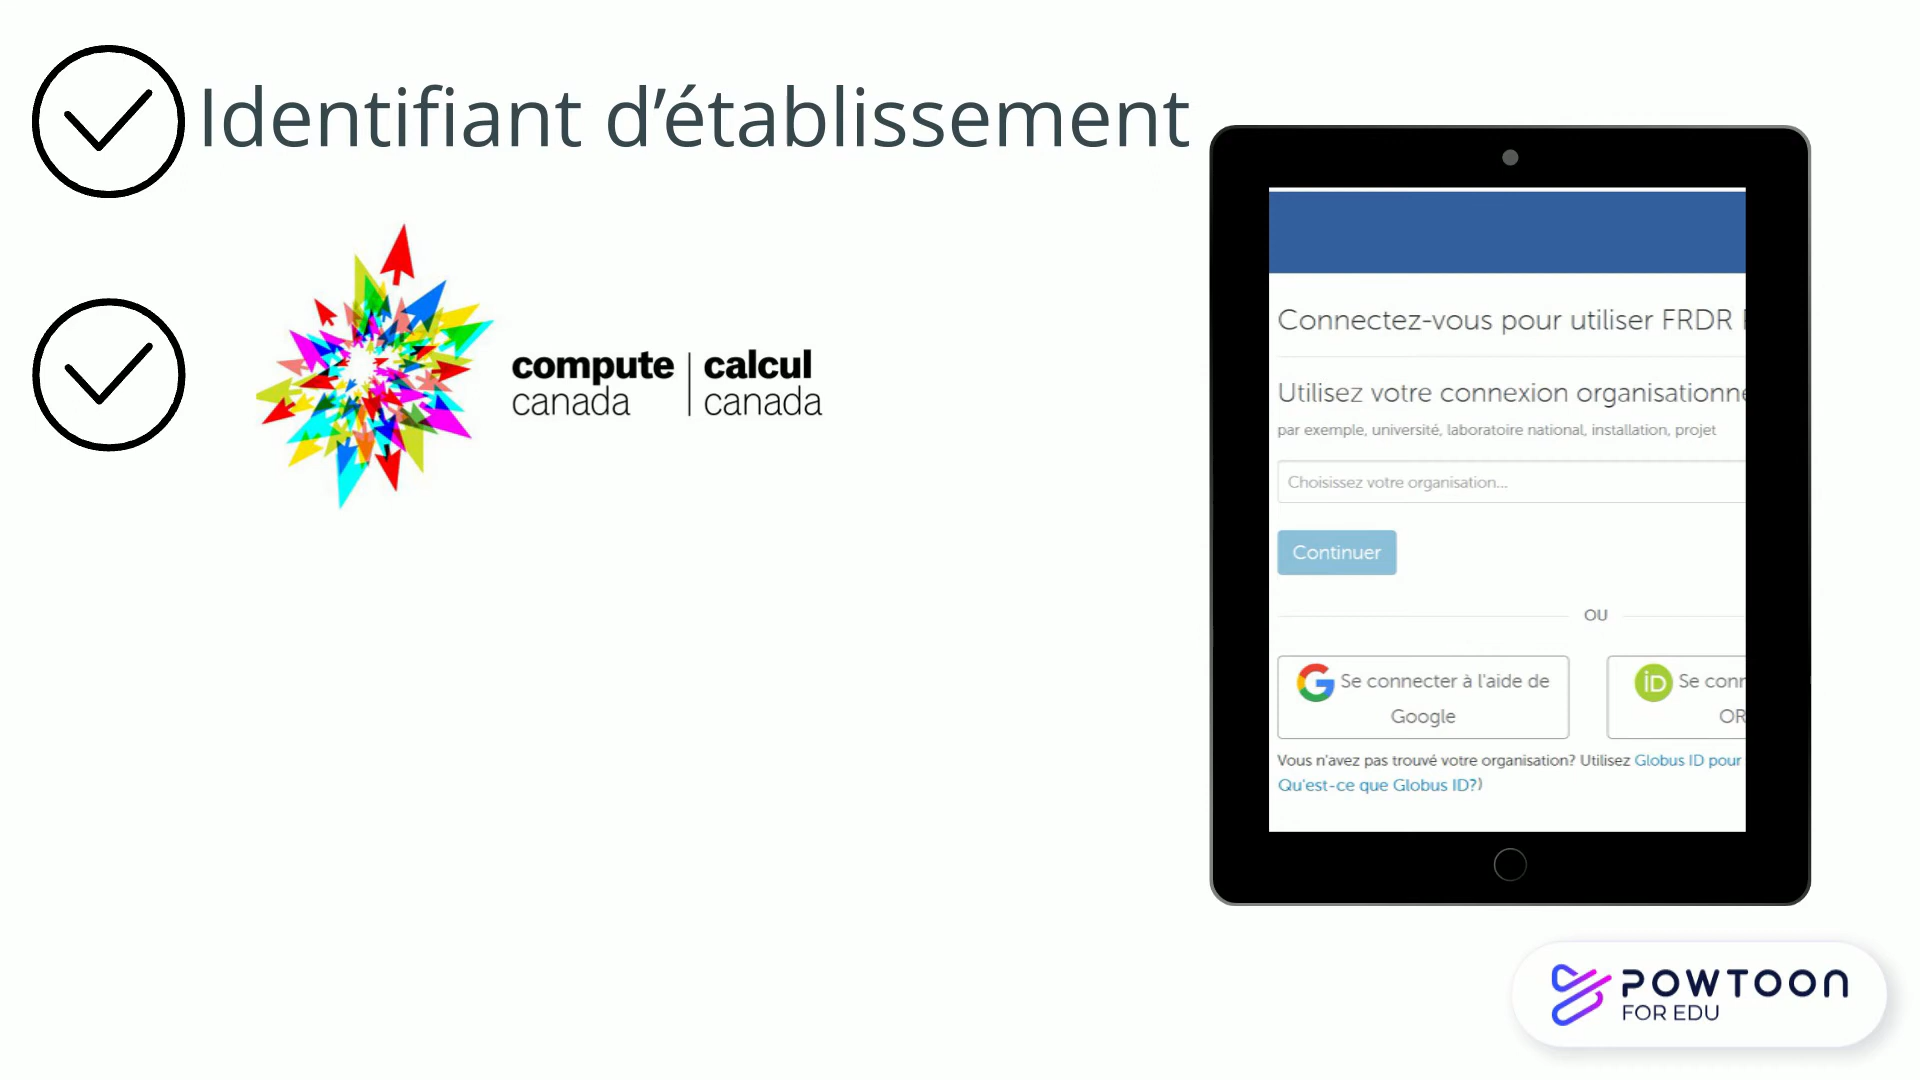 Identifiant d’établissement
compute calcul
canada canada
Connectez-vous pour utiliser FRDR
Utilisez votre connexion organisationne
par exemple, université, laboratoire national, installation, projet
Choisissez votre organisation...
Continuer
OU
Se connecter à l'aide de
Google
iD Se conn
OR
Vous n'avez pas trouvé votre organisation? Utilisez Globus ID pour
Qu'est-ce que Globus ID?)
POWTOON
FOR EDU